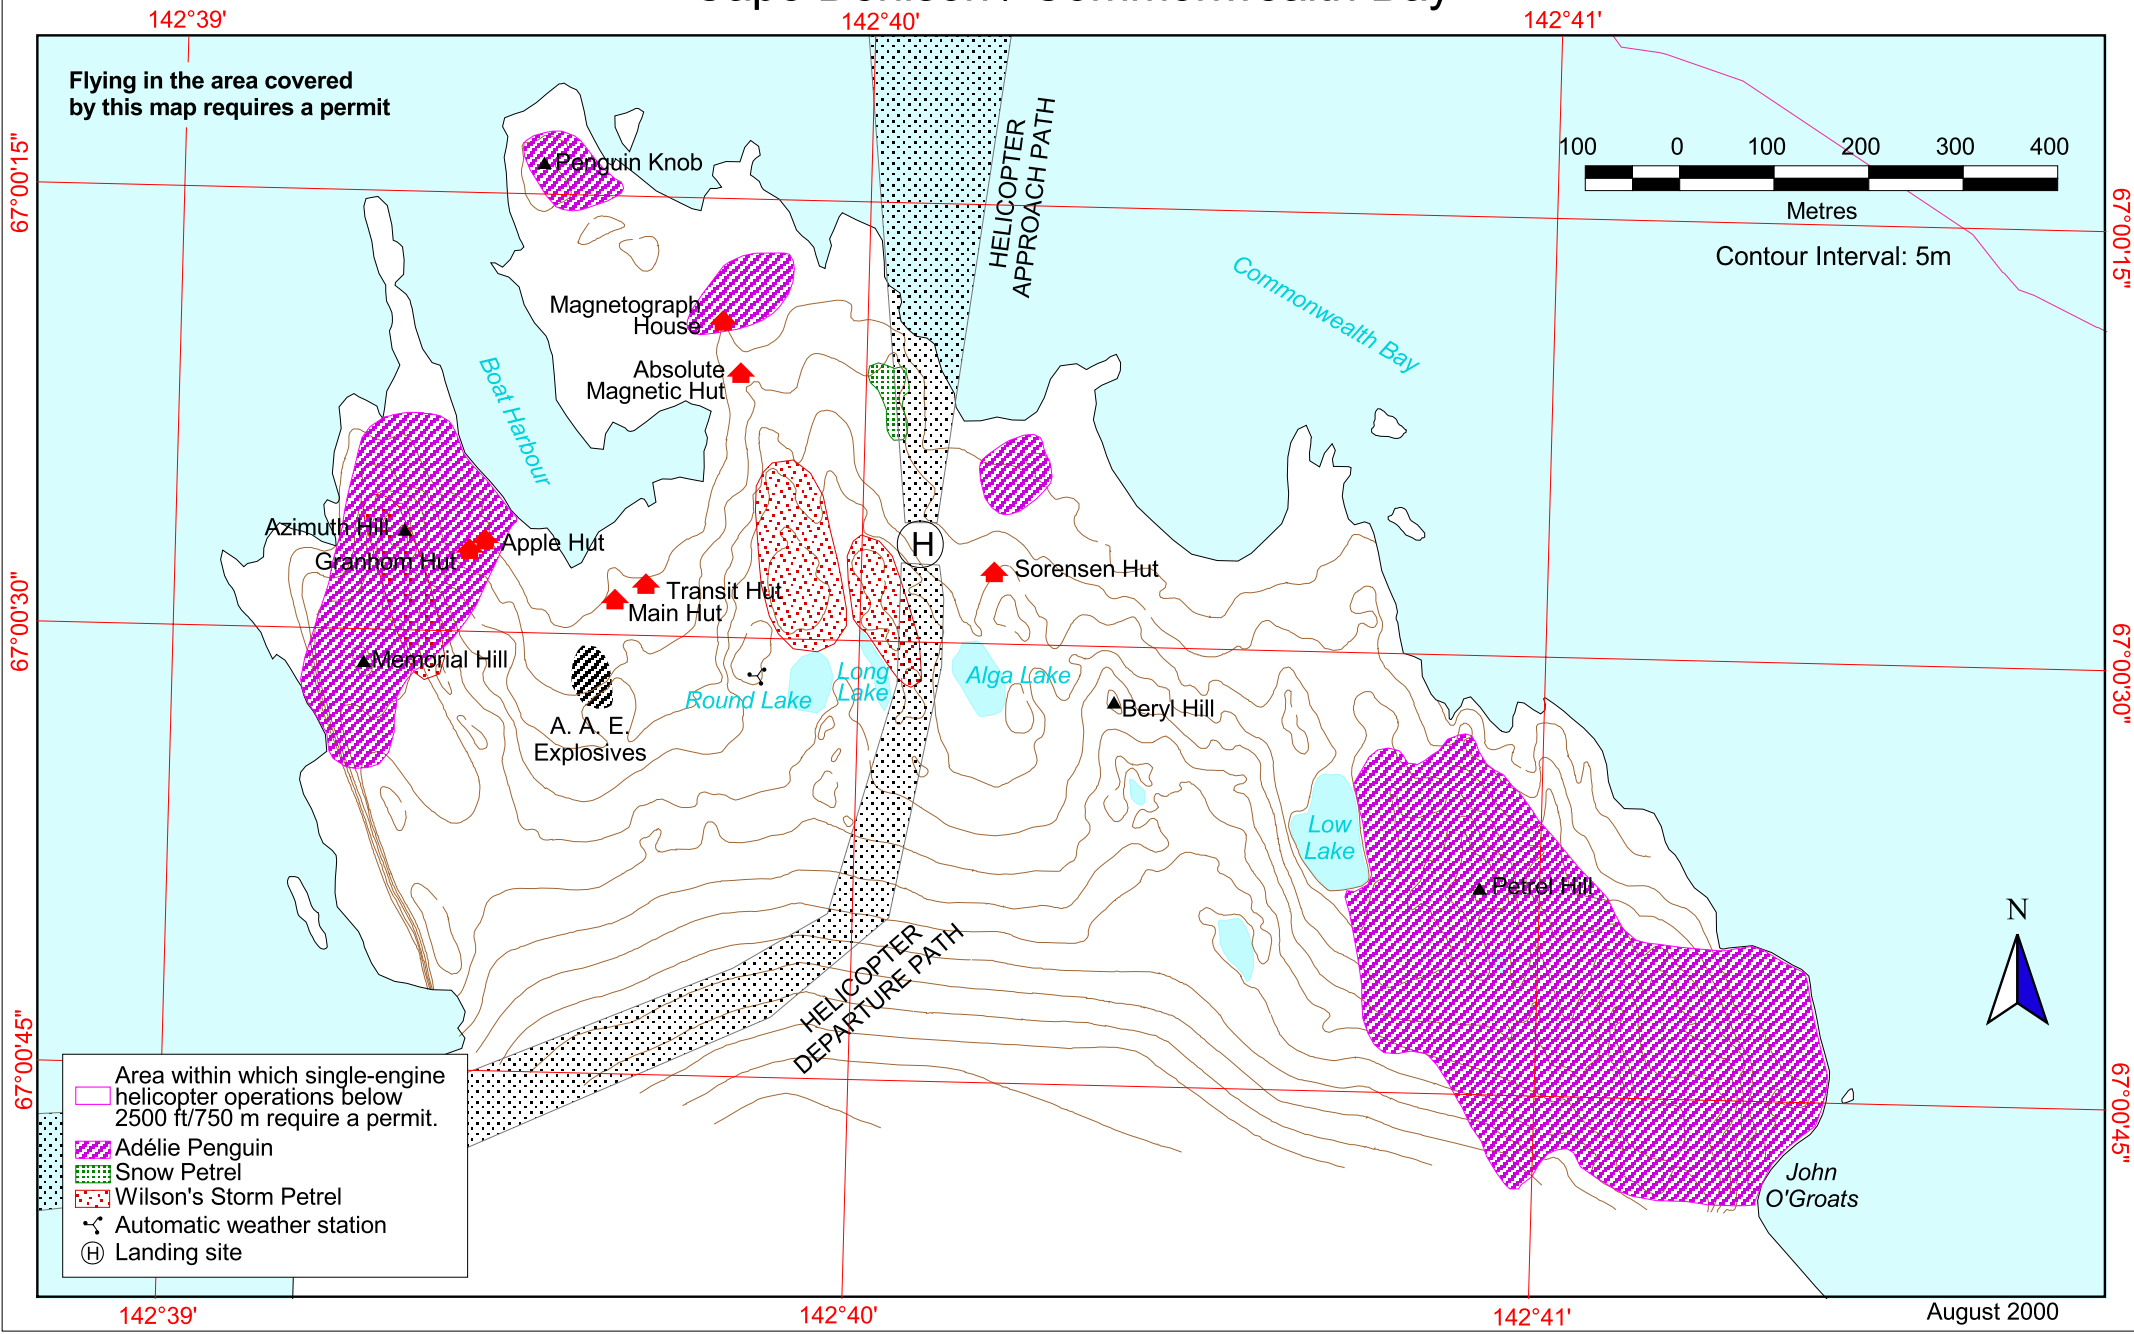 Cape Denison / Commonwealth Bay
142°39'
142°40'
142°41'
Flying in the area covered
by this map requires a permit
67°00'15"
67°00'30"
67°00'45"
67°00'15"
67°00'30"
67°00'45"
100 0 100 200 300 400
Metres
Contour Interval: 5m
HELICOPTER
APPROACH PATH
Commonwealth Bay
Penguin Knob
Magnetograph
House
Absolute
Magnetic Hut
Boat Harbour
Azimuth Hill
Granholm Hut
Apple Hut
Transit Hut
Main Hut
H
Sorensen Hut
Memorial Hill
A. A. E.
Explosives
Round Lake
Long
Lake
Alga Lake
Beryl Hill
Low
Lake
Petrel Hill
N
HELICOPTER
DEPARTURE PATH
John
O'Groats
Area within which single-engine
helicopter operations below
2500 ft/750 m require a permit.
Adélie Penguin
Snow Petrel
Wilson's Storm Petrel
Automatic weather station
H Landing site
142°39'
142°40'
142°41'
August 2000